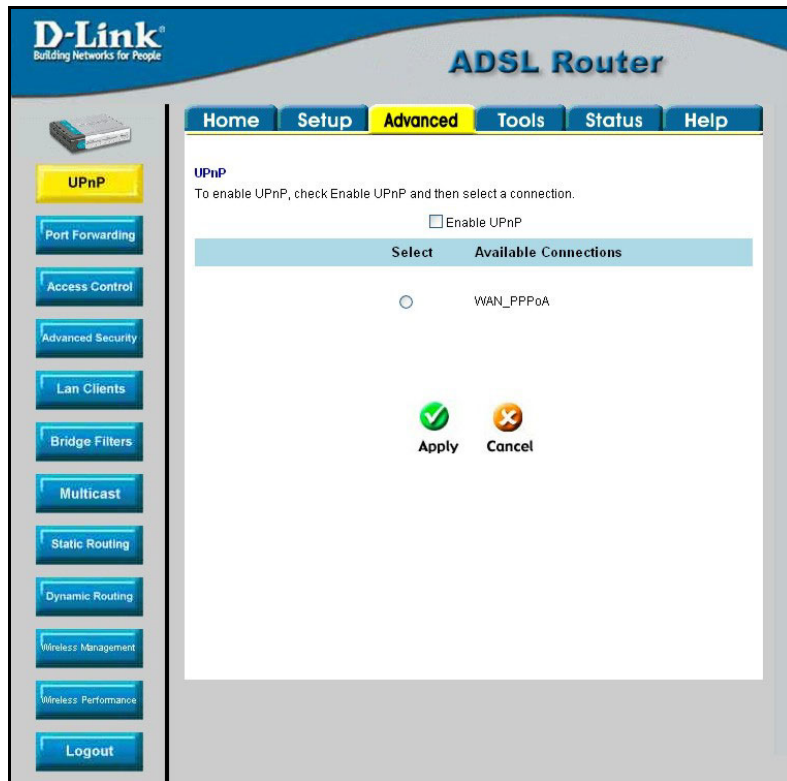 D-Link®
Building Networks for People
ADSL Router
Home Setup Advanced Tools Status Help
UPnP
Port Forwarding
Access Control
Advanced Security
Lan Clients
Bridge Filters
Multicast
Static Routing
Dynamic Routing
Wireless Management
Wireless Performance
Logout
UPnP
To enable UPnP, check Enable UPnP and then select a connection.
Enable UPnP
Select Available Connections
WAN_PPPoA
Apply Cancel